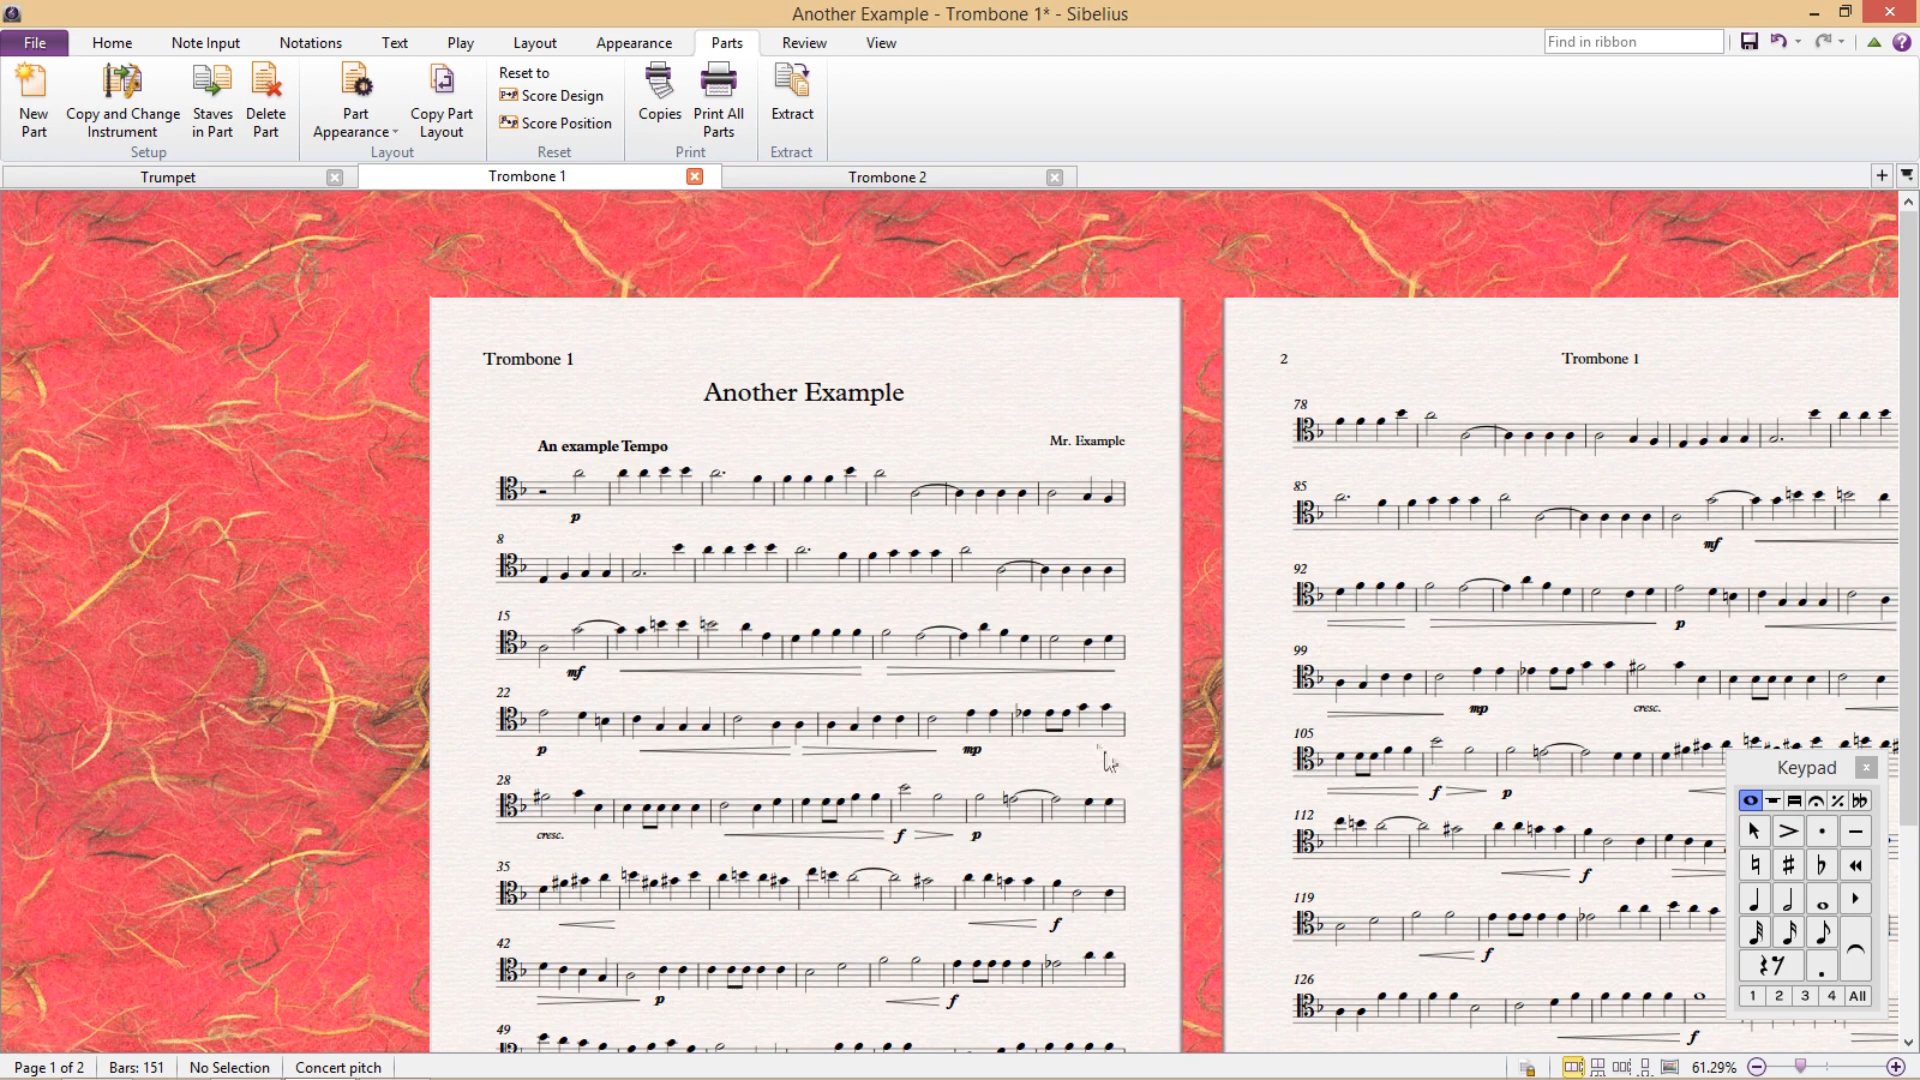 Another Example - Trombone 1* - Sibelius
File Home Note Input Notations Text Play Layout Appearance Parts Review View Find in ribbon
New Part
Copy and Change Instrument
Staves in Part
Delete Part
Setup
Part Appearance
Copy Part Layout
Layout
Reset to
Score Design
Score Position
Reset
Copies
Print All Parts
Print
Extract
Extract
Trumpet Trombone 1 Trombone 2
Trombone 1
Another Example
An example Tempo
Mr. Example
p
8
15
mf
22
p mp
28
cresc. f p
35
f
42
p f
49
2 Trombone 1
78
85
mf
92
p
99
mp cresc.
105
f p
112
f
119
f
126
f
Keypad
1 2 3 4 All
Page 1 of 2 Bars: 151 No Selection Concert pitch 61.29%